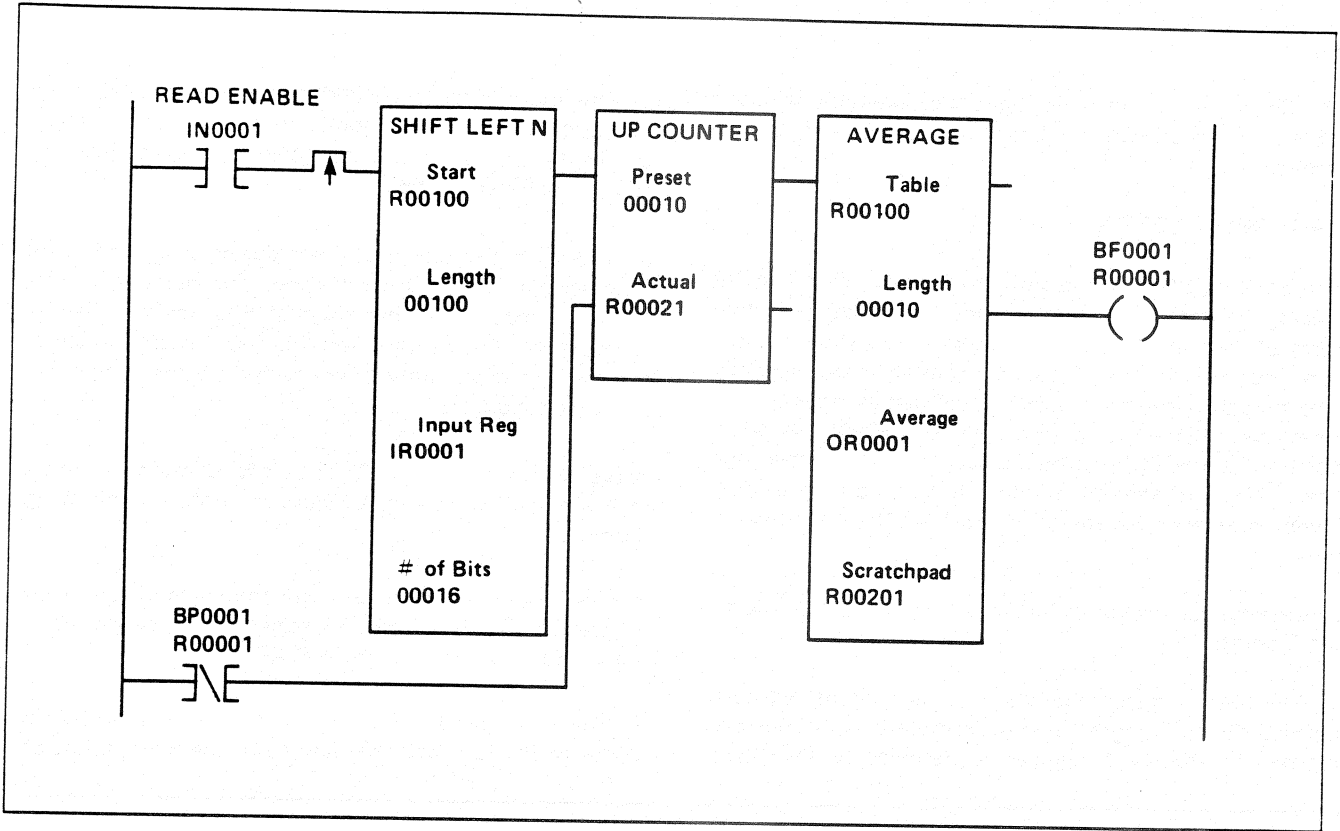 READ ENABLE
IN0001
SHIFT LEFT N
Start
R00100
Length
00100
Input Reg
IR0001
# of Bits
00016
UP COUNTER
Preset
00010
Actual
R00021
AVERAGE
Table
R00100
Length
00010
Average
OR0001
Scratchpad
R00201
BF0001
R00001
BP0001
R00001